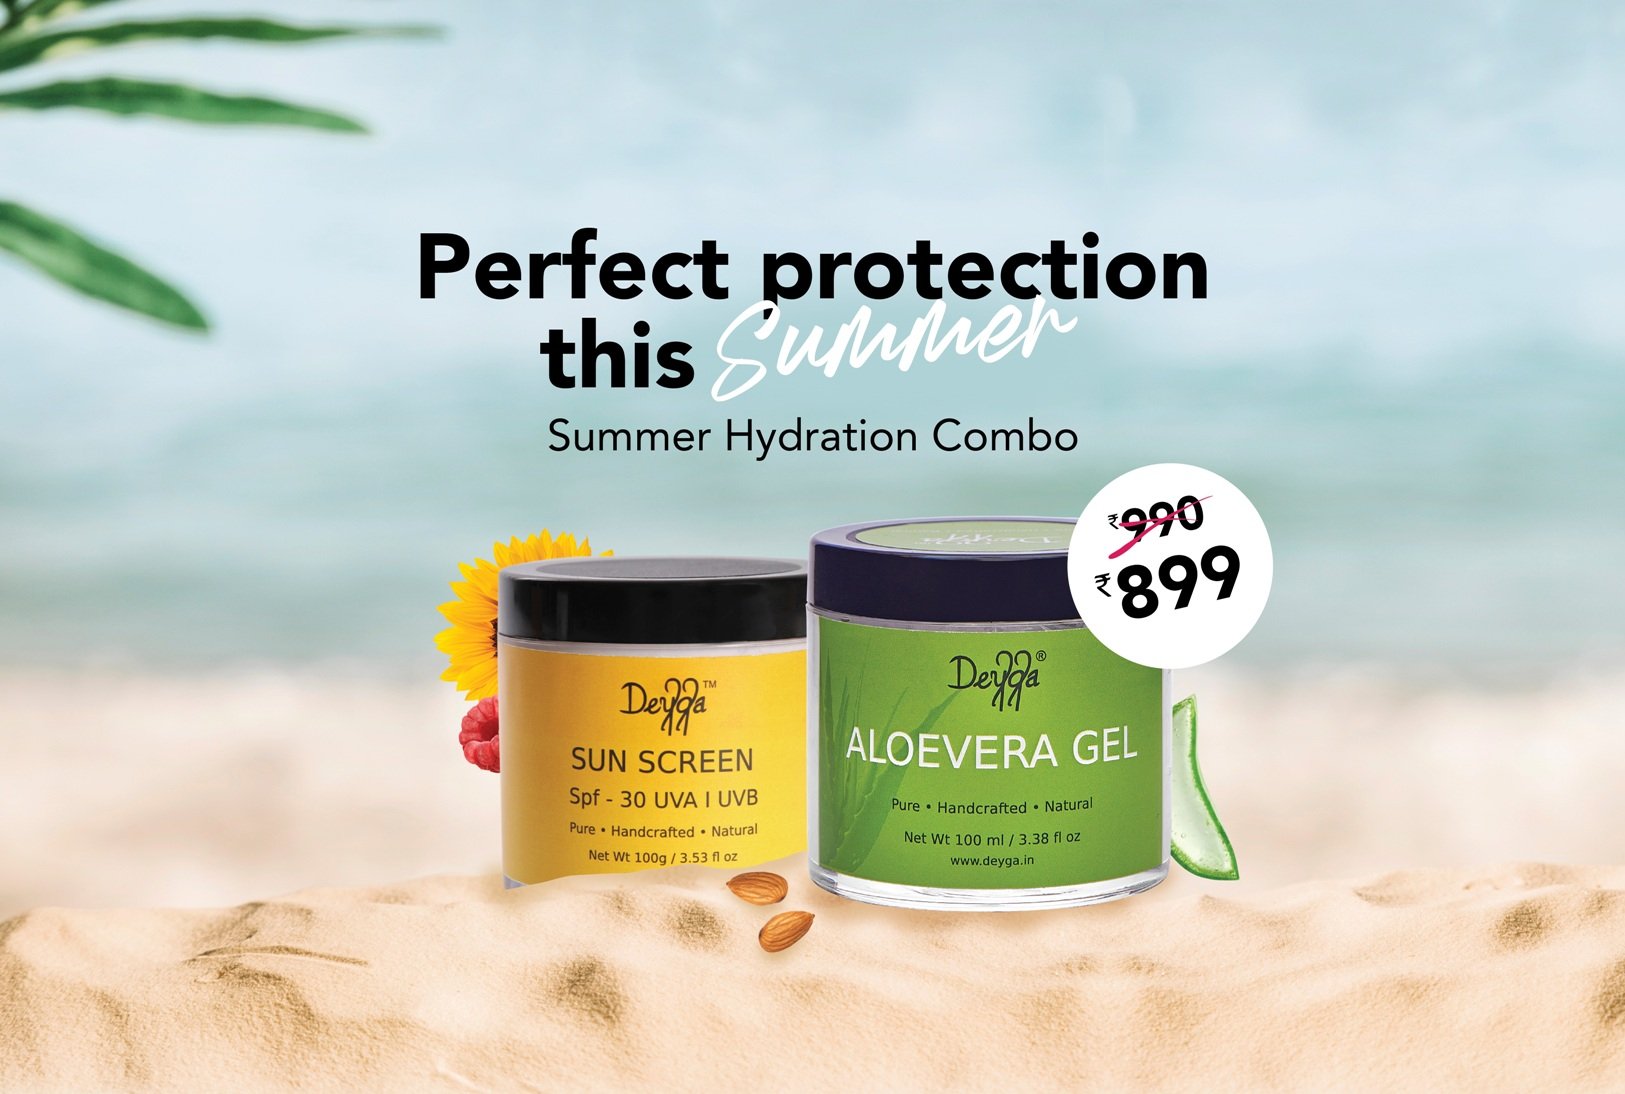 Perfect protection
this Summer
Summer Hydration Combo
₹990
₹899
Deyga™
SUN SCREEN
Spf - 30 UVA I UVB
Pure • Handcrafted • Natural
Net Wt 100g / 3.53 fl oz
Deyga
Deyga®
ALOEVERA GEL
Pure • Handcrafted • Natural
Net Wt 100 ml / 3.38 fl oz
www.deyga.in